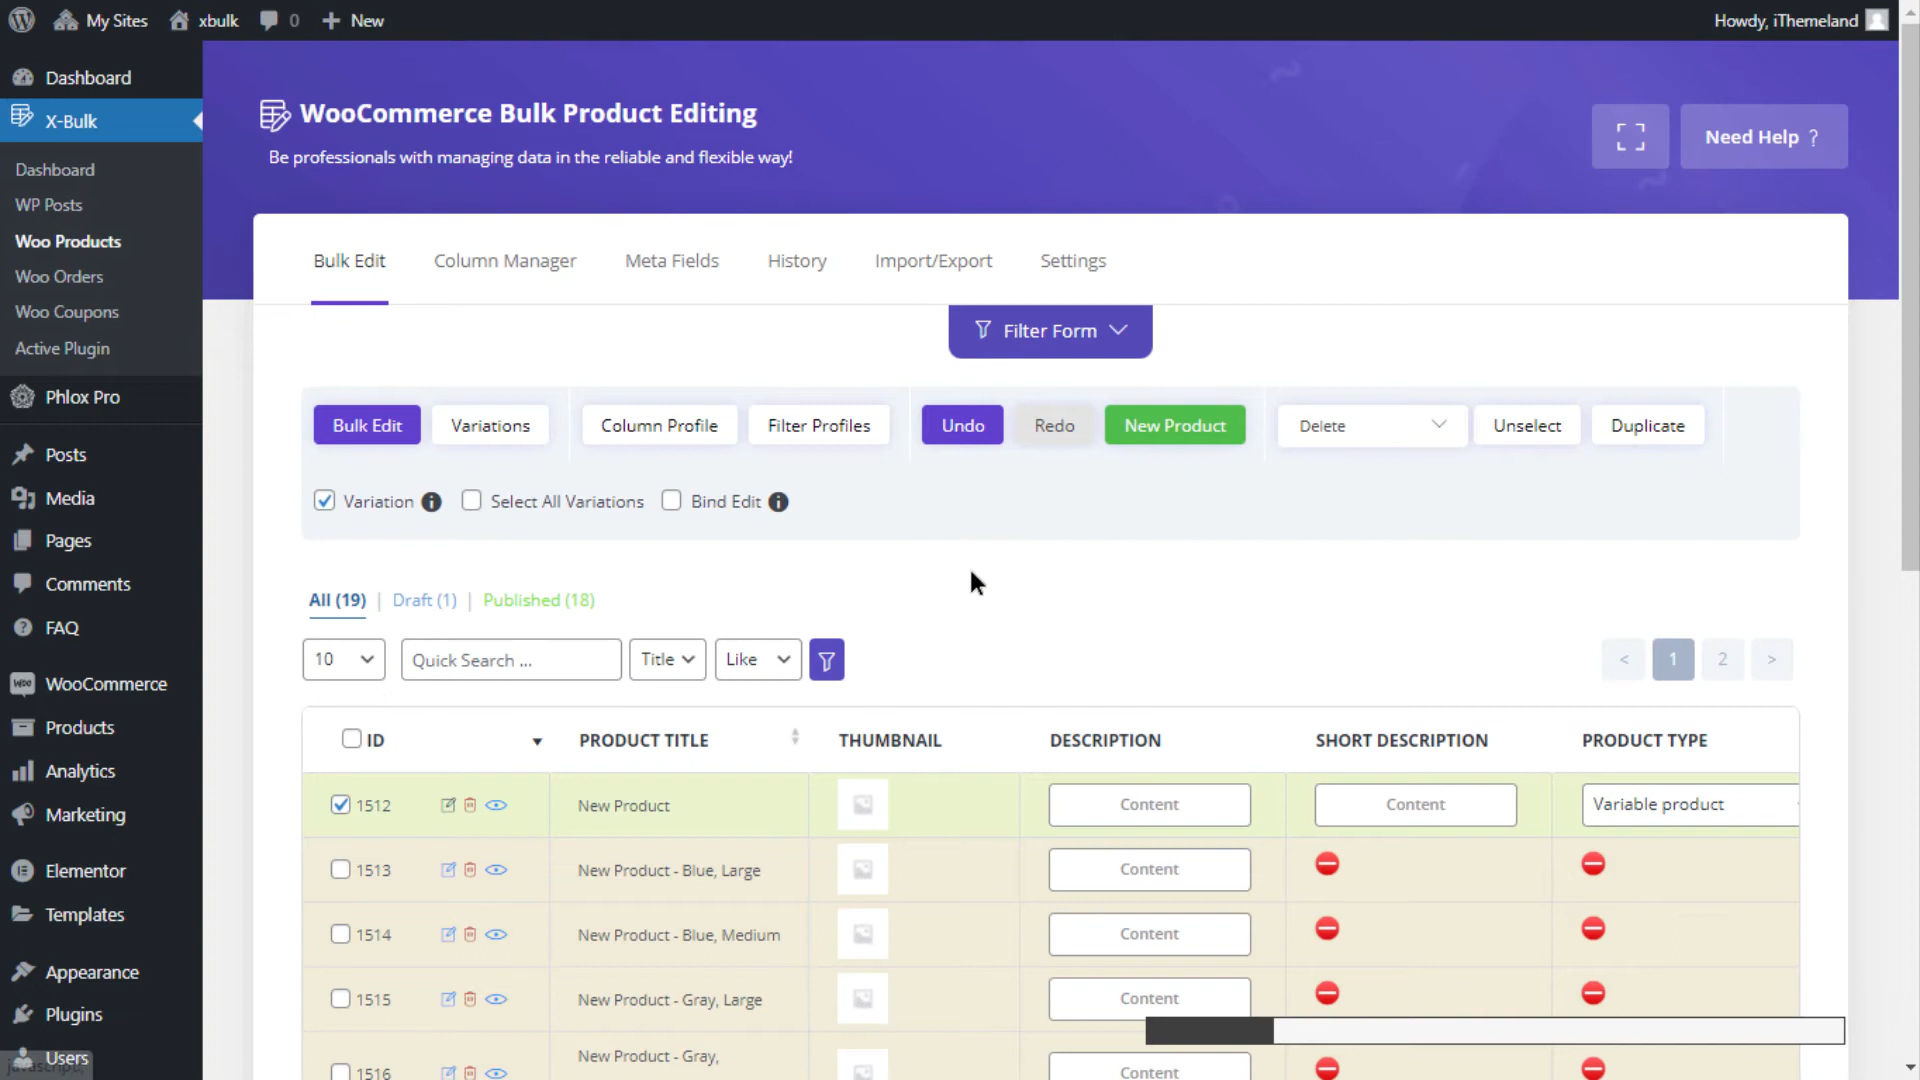 My Sites
xbulk
0
New
Howdy, iThemeland
Dashboard
X-Bulk
Dashboard
WP Posts
Woo Products
Woo Orders
Woo Coupons
Active Plugin
Phlox Pro
Posts
Media
Pages
Comments
FAQ
WooCommerce
Products
Analytics
Marketing
Elementor
Templates
Appearance
Plugins
Users
javascript:;
WooCommerce Bulk Product Editing
Be professionals with managing data in the reliable and flexible way!
Need Help ?
Bulk Edit
Column Manager
Meta Fields
History
Import/Export
Settings
Filter Form
Bulk Edit
Variations
Column Profile
Filter Profiles
Undo
Redo
New Product
Delete
Unselect
Duplicate
Variation
Select All Variations
Bind Edit
All (19) | Draft (1) | Published (18)
10
Quick Search ...
Title
Like
< 1 2 >
ID PRODUCT TITLE THUMBNAIL DESCRIPTION SHORT DESCRIPTION PRODUCT TYPE
1512 New Product Content Content Variable product
1513 New Product - Blue, Large Content
1514 New Product - Blue, Medium Content
1515 New Product - Gray, Large Content
1516 New Product - Gray, Content